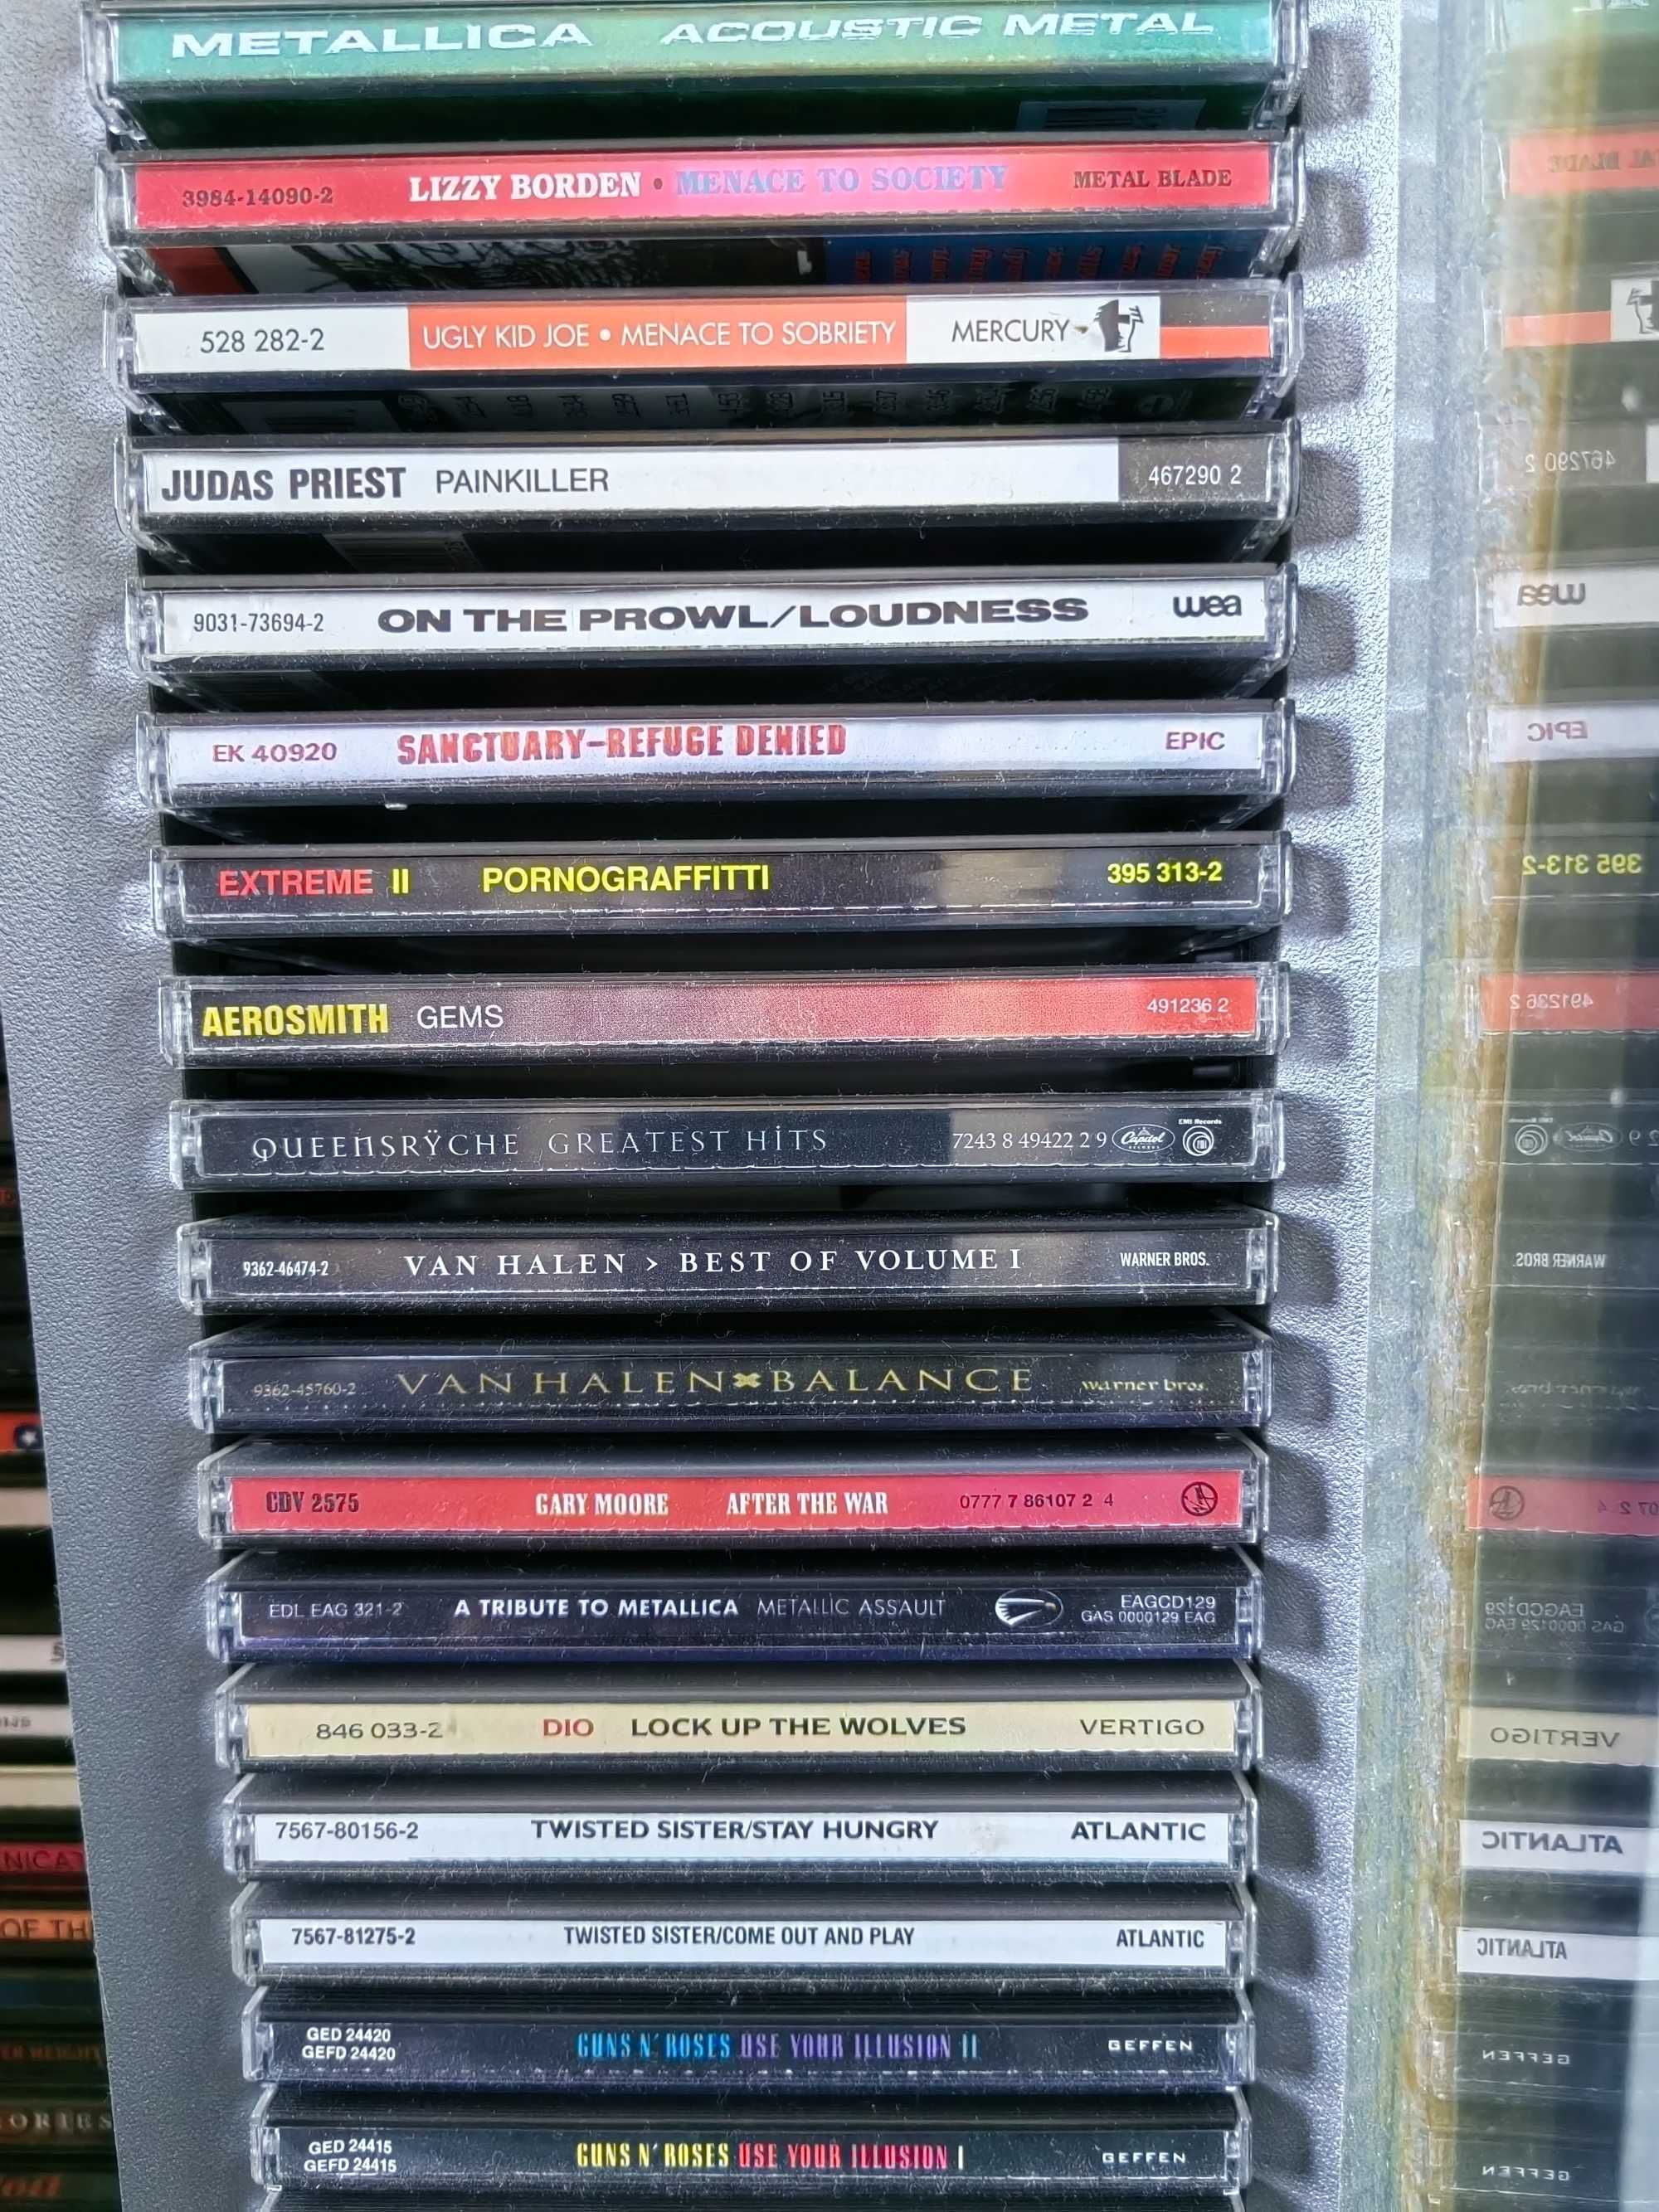 METALLICA ACOUSTIC METAL
3984-14090-2 LIZZY BORDEN • MENACE TO SOCIETY METAL BLADE
528 282-2 UGLY KID JOE • MENACE TO SOBRIETY MERCURY
JUDAS PRIEST PAINKILLER 467290 2
9031-73694-2 ON THE PROWL/LOUDNESS wea
EK 40920 SANCTUARY-REFUGE DENIED EPIC
EXTREME II PORNOGRAFFITTI 395 313-2
AEROSMITH GEMS 491236 2
QUEENSRŸCHE GREATEST HITS 7243 8 49422 2 9 Capitol EMI Records
9362-46474-2 VAN HALEN > BEST OF VOLUME I WARNER BROS.
9362-45760-2 VAN HALEN BALANCE warner bros.
CDV 2575 GARY MOORE AFTER THE WAR 0777 7 86107 2 4
EDL EAG 321-2 A TRIBUTE TO METALLICA METALLIC ASSAULT EAGCD129
GAS 0000129 EAG
846 033-2 DIO LOCK UP THE WOLVES VERTIGO
7567-80156-2 TWISTED SISTER/STAY HUNGRY ATLANTIC
7567-81275-2 TWISTED SISTER/COME OUT AND PLAY ATLANTIC
GED 24420
GEFD 24420 GUNS N' ROSES USE YOUR ILLUSION II GEFFEN
GED 24415
GEFD 24415 GUNS N' ROSES USE YOUR ILLUSION I GEFFEN